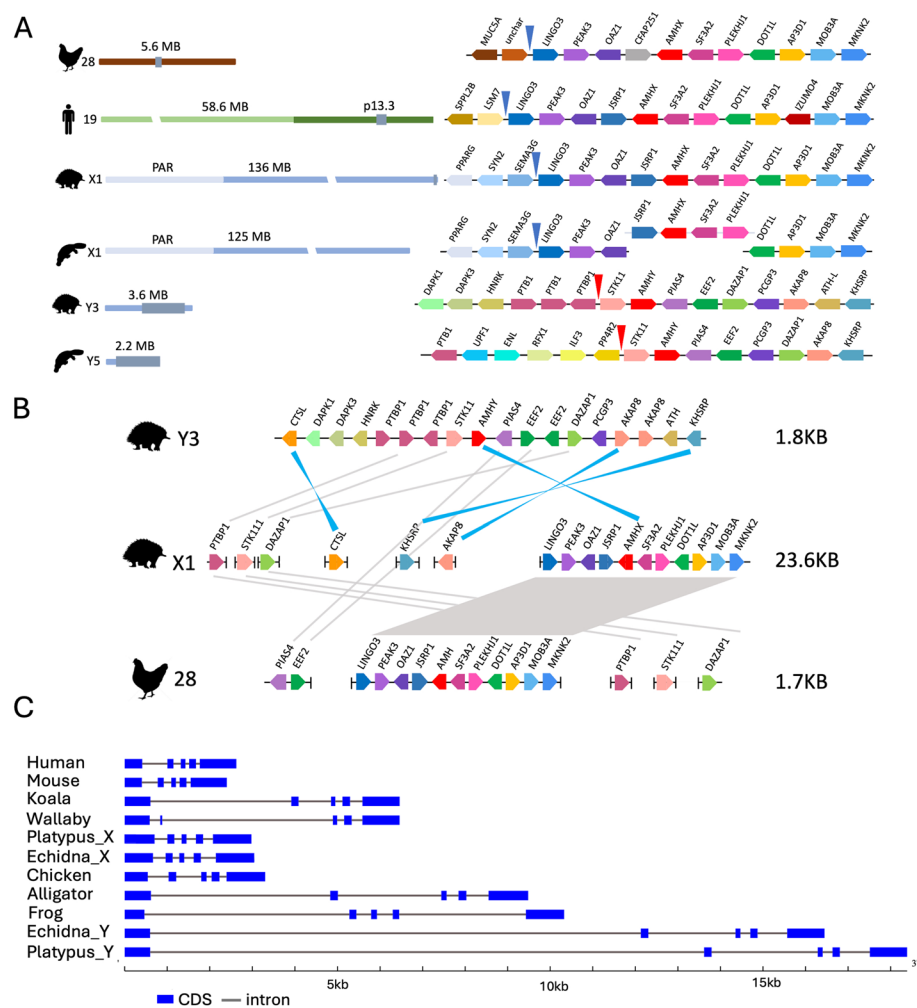 A
28
5.6 MB
MUC5A unchar LINGO3 PEAK3 OAZ1 CFAP251 AMHX SF3A2 PLEKHJ1 DOT1L AP3D1 MOB3A MKNK2
19
58.6 MB
p13.3
SPPL2B LSM7 LINGO3 PEAK3 OAZ1 JSRP1 AMHX SF3A2 PLEKHJ1 DOT1L AP3D1 IZUMO4 MOB3A MKNK2
X1
PAR
136 MB
PPARG SYN2 SEMA3G LINGO3 PEAK3 OAZ1 JSRP1 AMHX SF3A2 PLEKHJ1 DOT1L AP3D1 MOB3A MKNK2
X1
PAR
125 MB
PPARG SYN2 SEMA3G LINGO3 PEAK3 OAZ1 JSRP1 AMHX SF3A2 PLEKHJ1 DOT1L AP3D1 MOB3A MKNK2
Y3
3.6 MB
DAPK1 DAPK3 HNRK PTB1 PTB1 PTBP1 STK11 AMHY PIAS4 EEF2 DAZAP1 PCGP3 AKAP8 ATH-L KHSRP
Y5
2.2 MB
PTB1 UPF1 ENL RFX1 ILF3 PP4R2 STK11 AMHY PIAS4 EEF2 PCGP3 DAZAP1 AKAP8 KHSRP
B
Y3
CTSL DAPK1 DAPK3 HNRK PTBP1 PTBP1 PTBP1 STK11 AMHY PIAS4 EEF2 EEF2 DAZAP1 PCGP3 AKAP8 AKAP8 ATH KHSRP
1.8KB
X1
PTBP1 STK111 DAZAP1 CTSL KHSRP AKAP8 LINGO3 PEAK3 OAZ1 JSRP1 AMHX SF3A2 PLEKHJ1 DOT1L AP3D1 MOB3A MKNK2
23.6KB
28
PIAS4 EEF2 LINGO3 PEAK3 OAZ1 JSRP1 AMH SF3A2 PLEKHJ1 DOT1L AP3D1 MOB3A MKNK2 PTBP1 STK111 DAZAP1
1.7KB
C
Human
Mouse
Koala
Wallaby
Platypus_X
Echidna_X
Chicken
Alligator
Frog
Echidna_Y
Platypus_Y
3
5kb 10kb 15kb
CDS intron